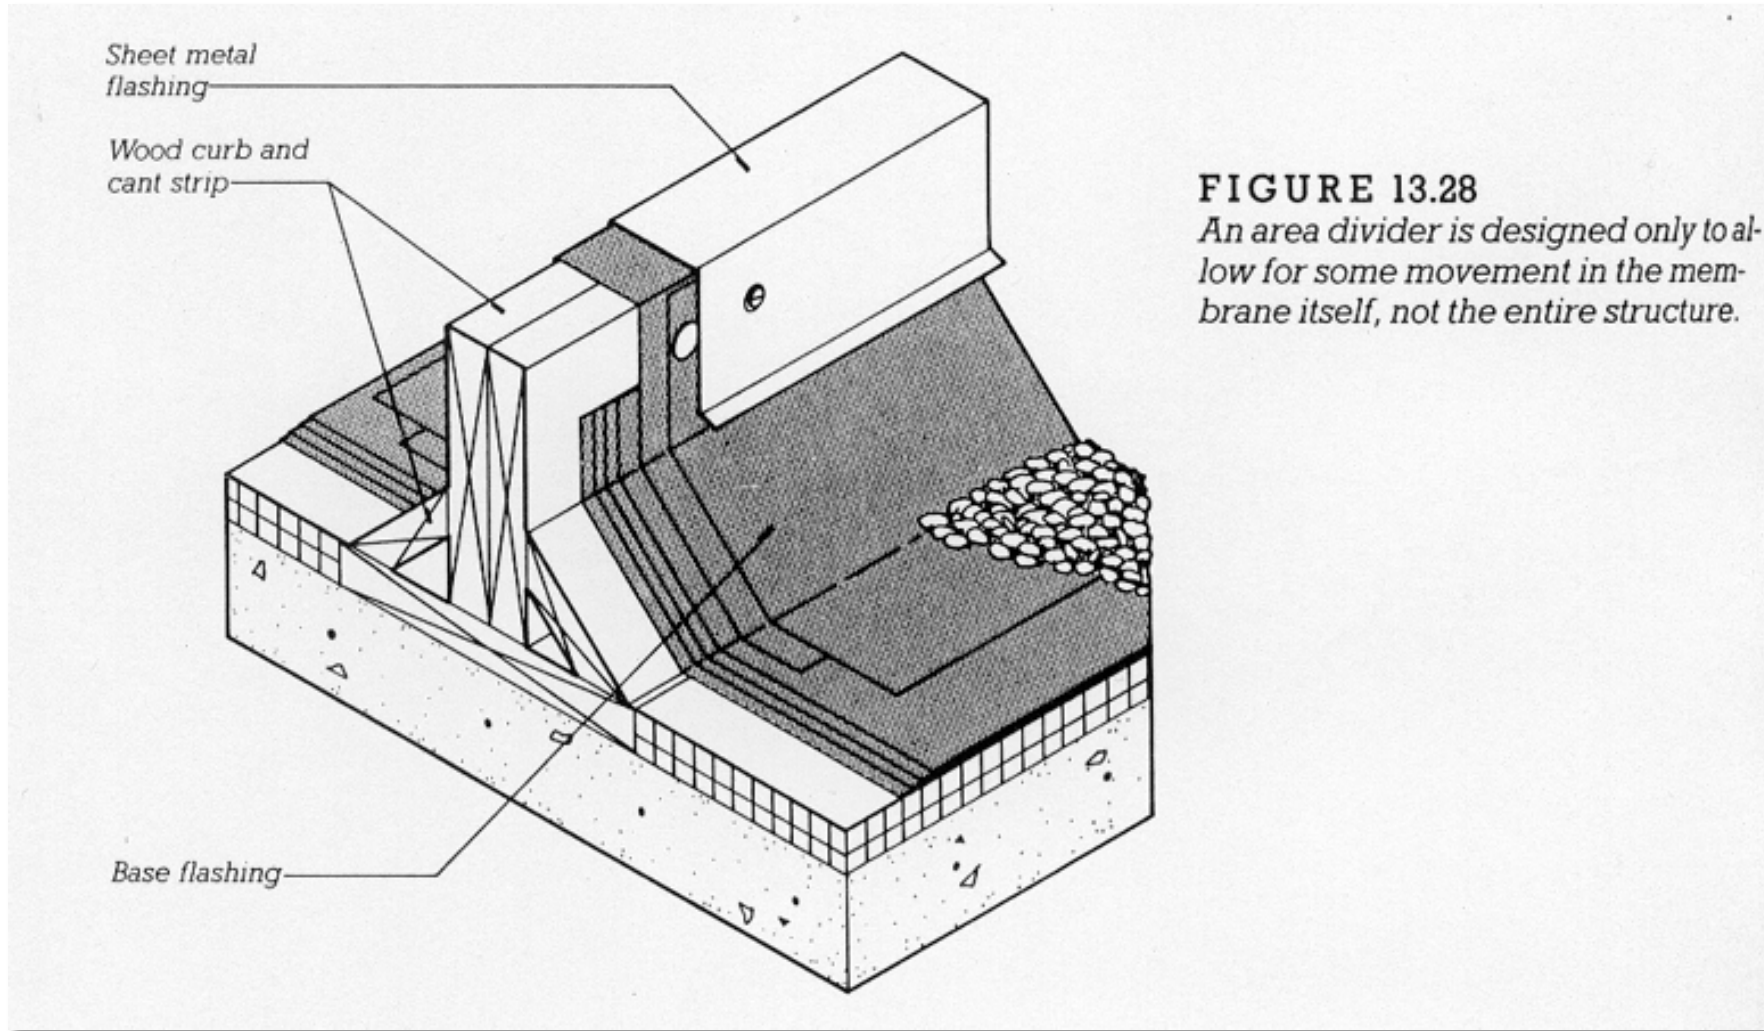 Sheet metal
flashing
Wood curb and
cant strip
FIGURE 13.28
An area divider is designed only to al-
low for some movement in the mem-
brane itself, not the entire structure.
Base flashing